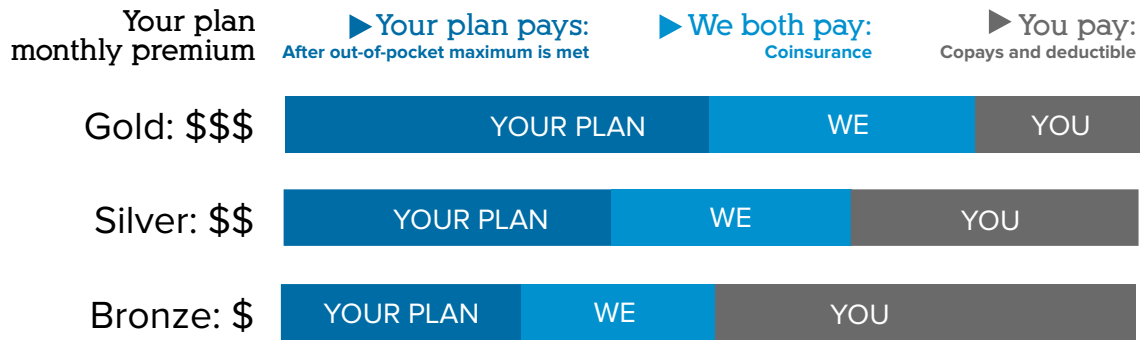 Your plan
monthly premium
Your plan pays:
After out-of-pocket maximum is met
We both pay:
Coinsurance
You pay:
Copays and deductible
Gold: $$$
YOUR PLAN
WE
YOU
Silver: $$
YOUR PLAN
WE
YOU
Bronze: $
YOUR PLAN
WE
YOU